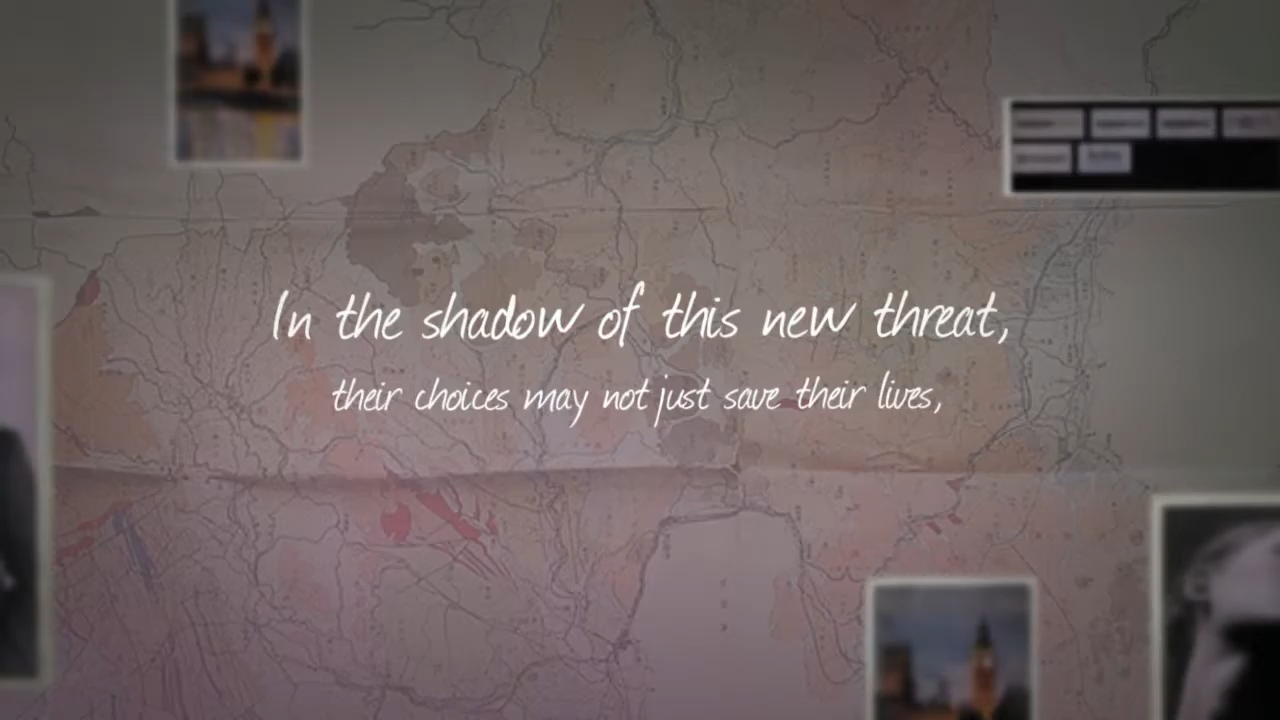 In the shadow of this new threat,
their choices may not just save their lives,